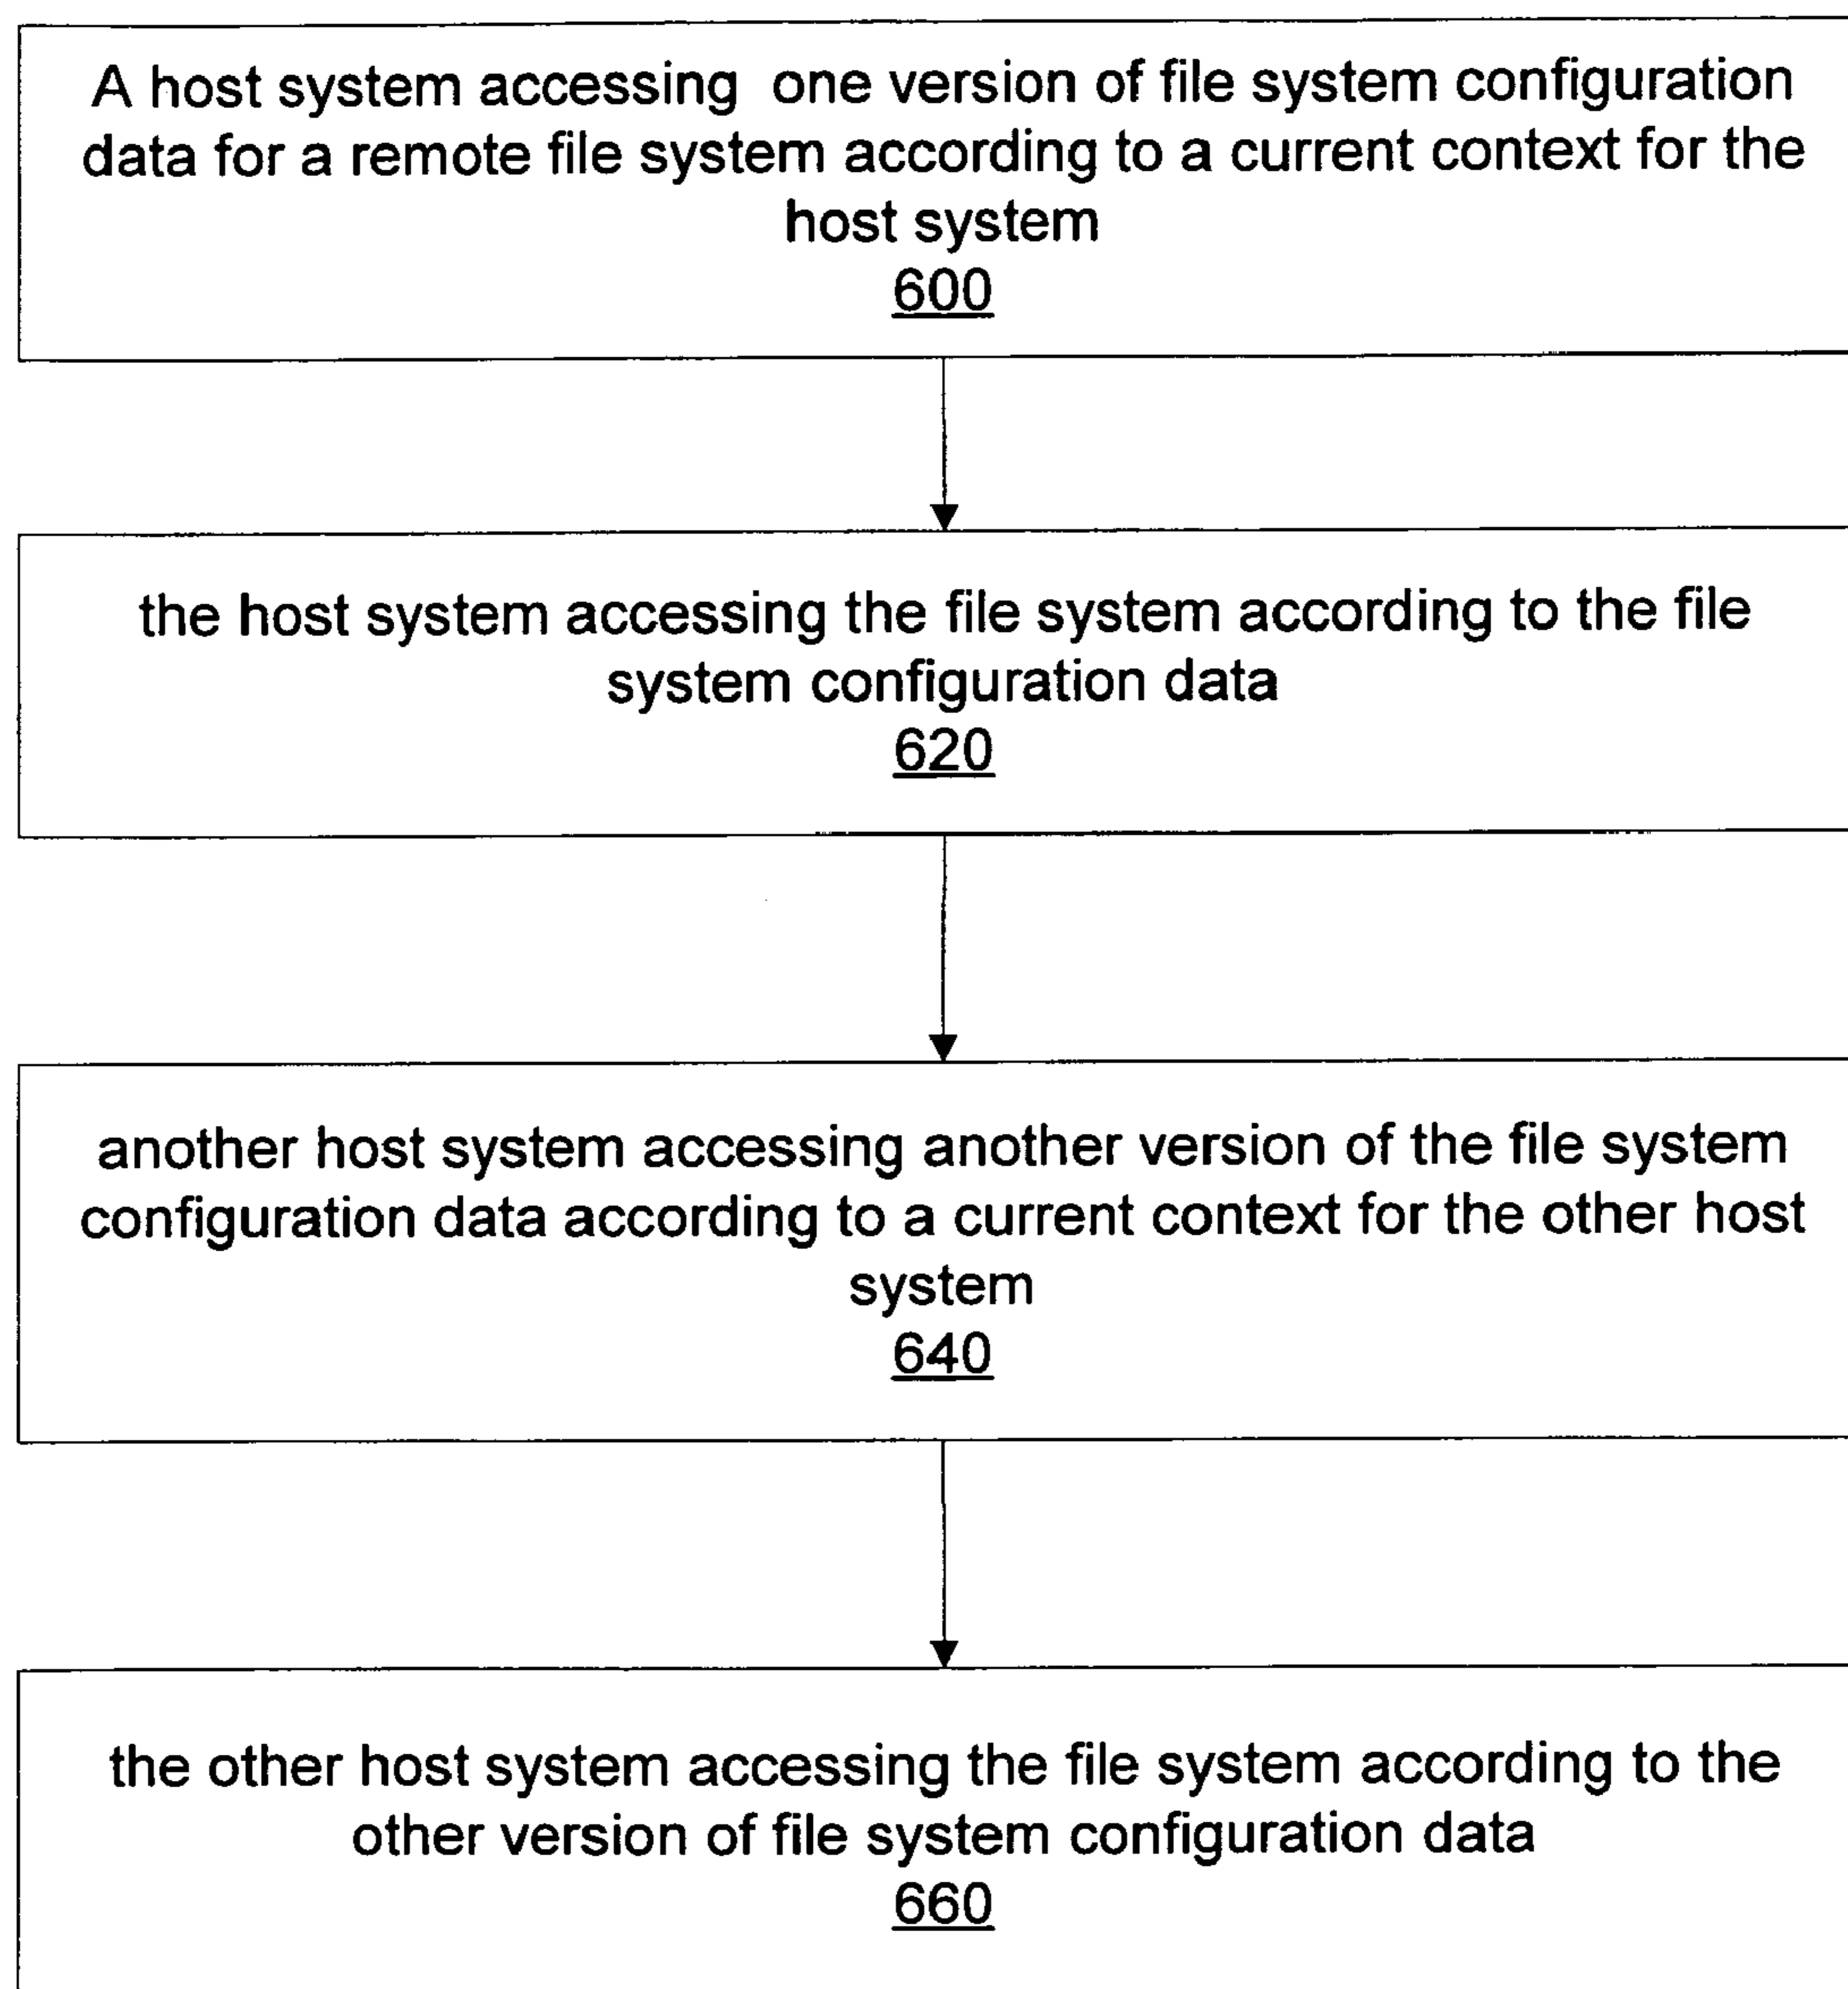 A host system accessing one version of file system configuration
data for a remote file system according to a current context for the
host system
600
the host system accessing the file system according to the file
system configuration data
620
another host system accessing another version of the file system
configuration data according to a current context for the other host
system
640
the other host system accessing the file system according to the
other version of file system configuration data
660